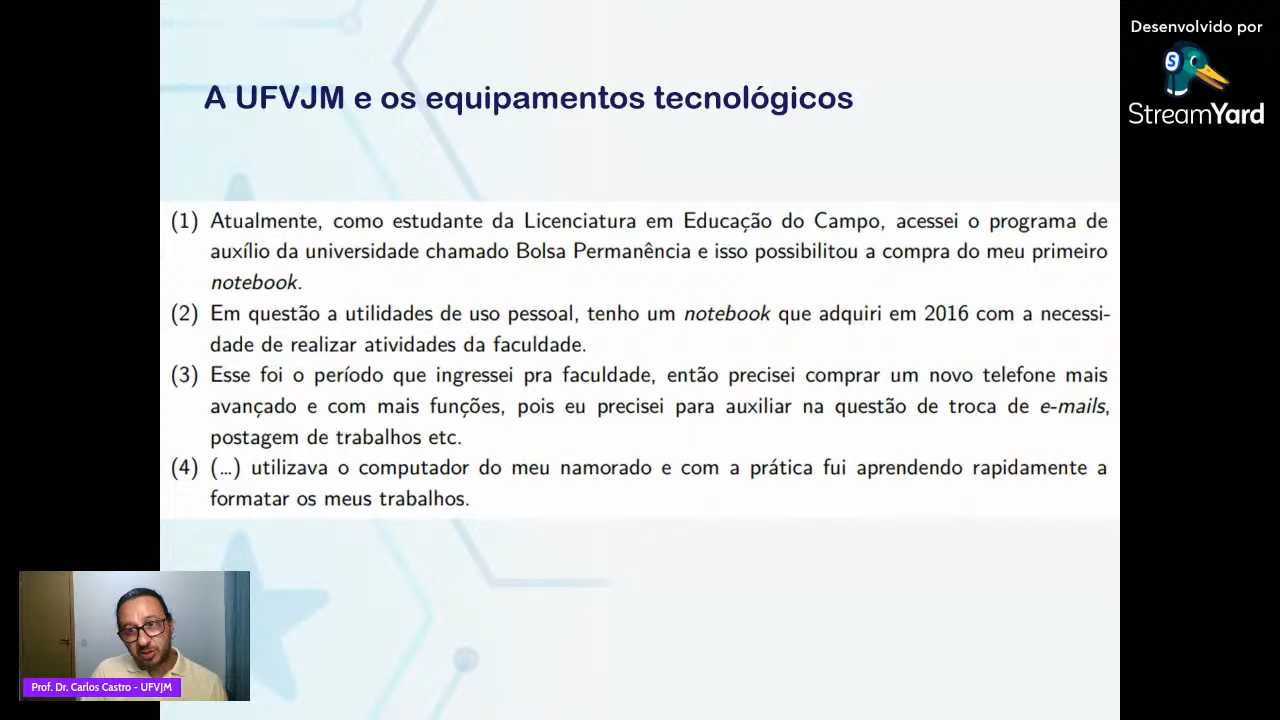 Desenvolvido por
StreamYard
A UFVJM e os equipamentos tecnológicos
(1) Atualmente, como estudante da Licenciatura em Educação do Campo, acessei o programa de
auxílio da universidade chamado Bolsa Permanência e isso possibilitou a compra do meu primeiro
notebook.
(2) Em questão a utilidades de uso pessoal, tenho um notebook que adquiri em 2016 com a necessi-
dade de realizar atividades da faculdade.
(3) Esse foi o período que ingressei pra faculdade, então precisei comprar um novo telefone mais
avançado e com mais funções, pois eu precisei para auxiliar na questão de troca de e-mails,
postagem de trabalhos etc.
(4) (...) utilizava o computador do meu namorado e com a prática fui aprendendo rapidamente a
formatar os meus trabalhos.
Prof. Dr. Carlos Castro - UFVJM